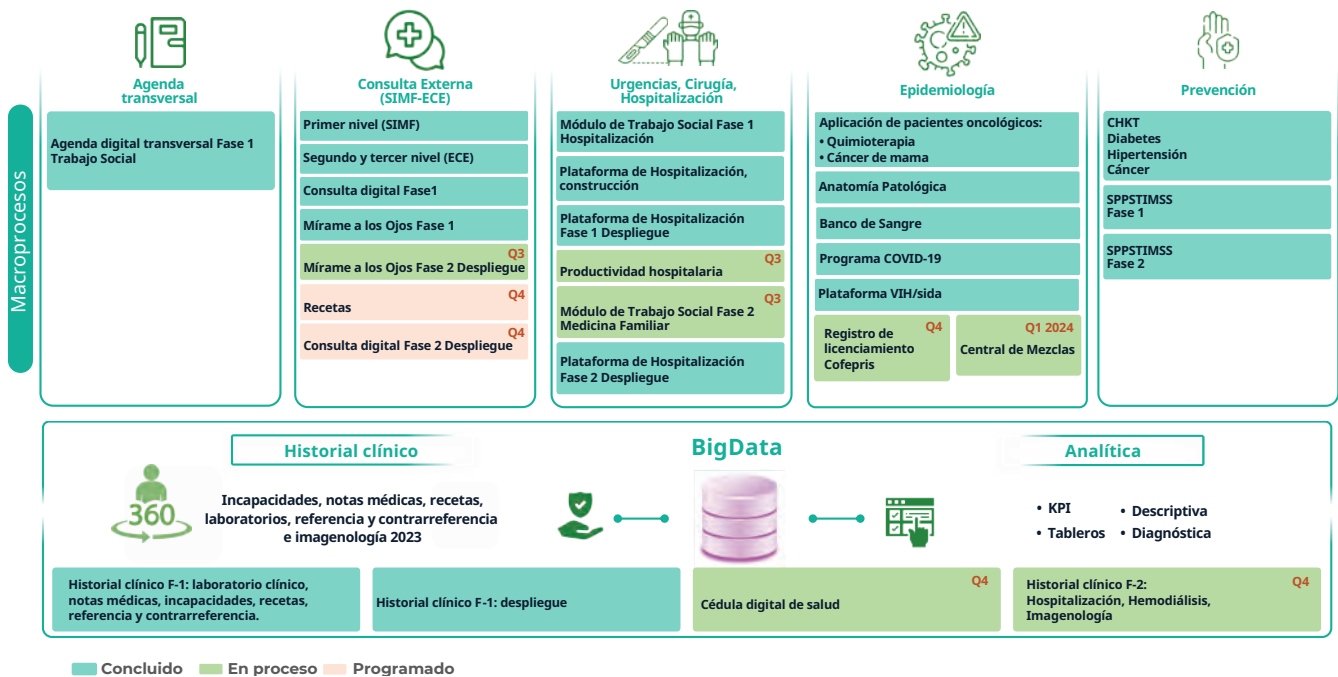 Macroprocesos
Agenda
transversal
Agenda digital transversal Fase 1
Trabajo Social
Consulta Externa
(SIMF-ECE)
Primer nivel (SIMF)
Segundo y tercer nivel (ECE)
Consulta digital Fase1
Mírame a los Ojos Fase 1
Q3
Mírame a los Ojos Fase 2 Despliegue
Q4
Recetas
Q4
Consulta digital Fase 2 Despliegue
Urgencias, Cirugía,
Hospitalización
Módulo de Trabajo Social Fase 1
Hospitalización
Plataforma de Hospitalización,
construcción
Plataforma de Hospitalización
Fase 1 Despliegue
Q3
Productividad hospitalaria
Q3
Módulo de Trabajo Social Fase 2
Medicina Familiar
Plataforma de Hospitalización
Fase 2 Despliegue
Epidemiología
Aplicación de pacientes oncológicos:
• Quimioterapia
• Cáncer de mama
Anatomía Patológica
Banco de Sangre
Programa COVID-19
Plataforma VIH/sida
Q4
Registro de
licenciamiento
Cofepris
Q1 2024
Central de Mezclas
Prevención
CHKT
Diabetes
Hipertensión
Cáncer
SPPSTIMSS
Fase 1
SPPSTIMSS
Fase 2
BigData
Historial clínico
360
Incapacidades, notas médicas, recetas,
laboratorios, referencia y contrarreferencia
e imagenología 2023
Analítica
• KPI
• Tableros
• Descriptiva
• Diagnóstica
Historial clínico F-1: laboratorio clínico,
notas médicas, incapacidades, recetas,
referencia y contrarreferencia.
Historial clínico F-1: despliegue
Q4
Cédula digital de salud
Q4
Historial clínico F-2:
Hospitalización, Hemodiálisis,
Imagenología
Concluido
En proceso
Programado